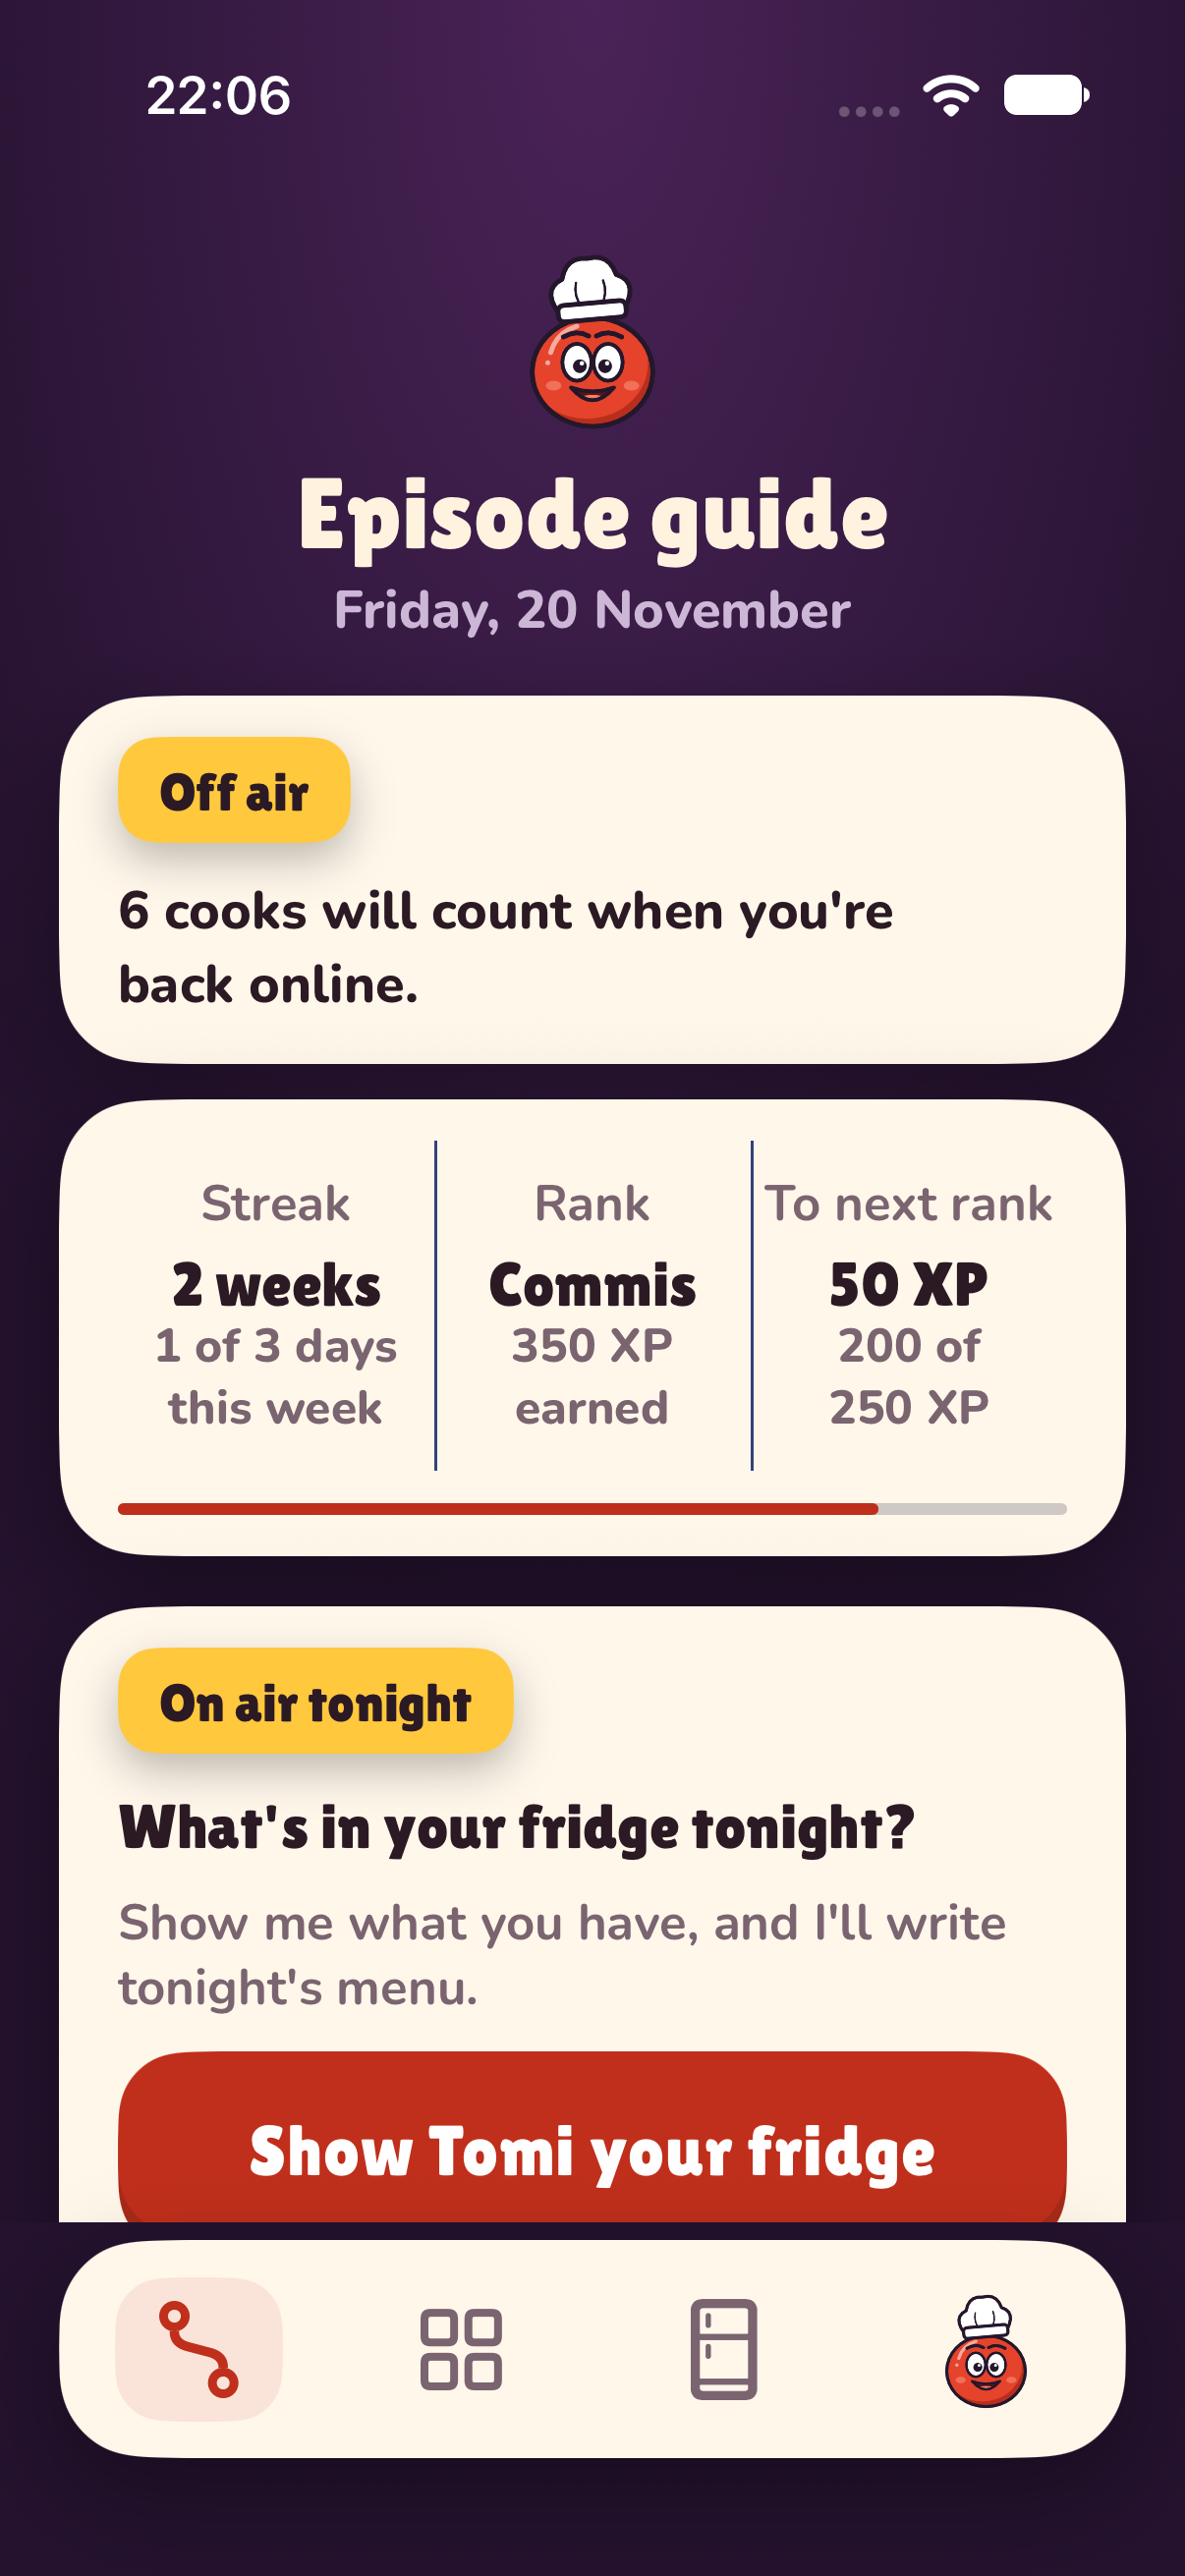 22:06
Episode guide
Friday, 20 November
Off air
6 cooks will count when you're
back online.
Streak
2 weeks
1 of 3 days
this week
Rank
Commis
350 XP
earned
To next rank
50 XP
200 of
250 XP
On air tonight
What's in your fridge tonight?
Show me what you have, and I'll write
tonight's menu.
Show Tomi your fridge